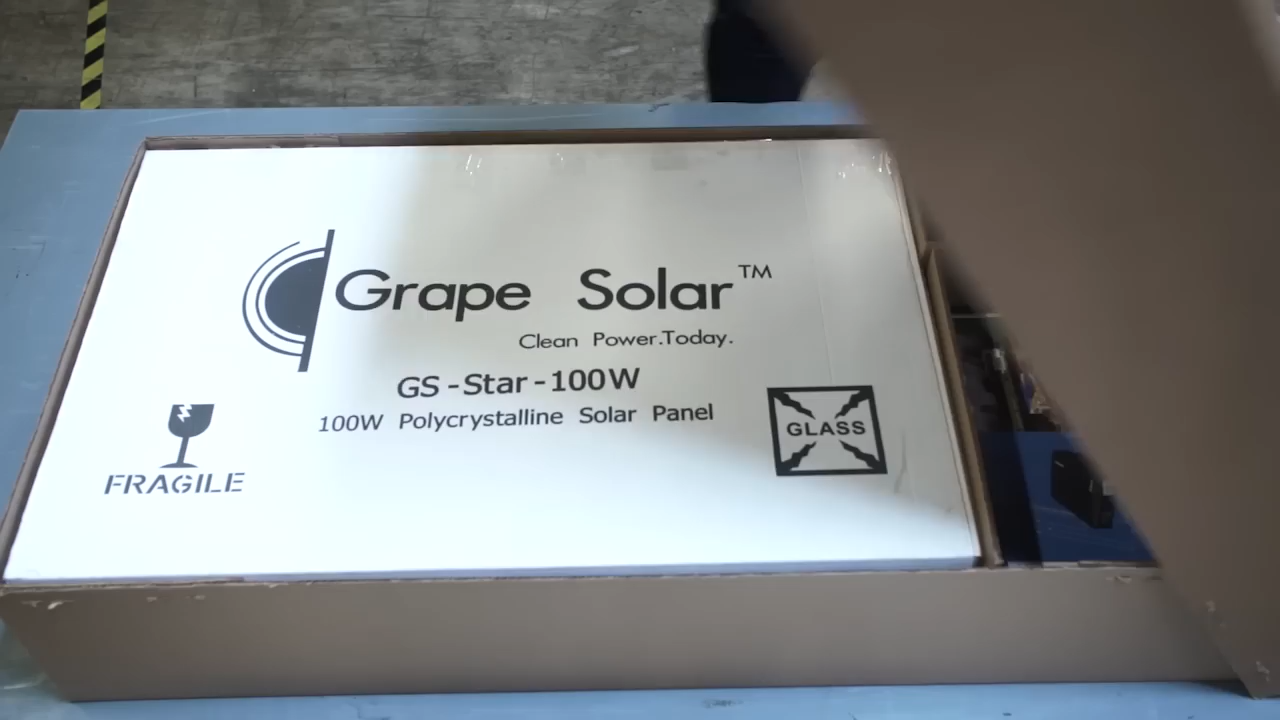 Grape Solar™
Clean Power.Today.
GS-Star-100W
100W Polycrystalline Solar Panel
FRAGILE
GLASS